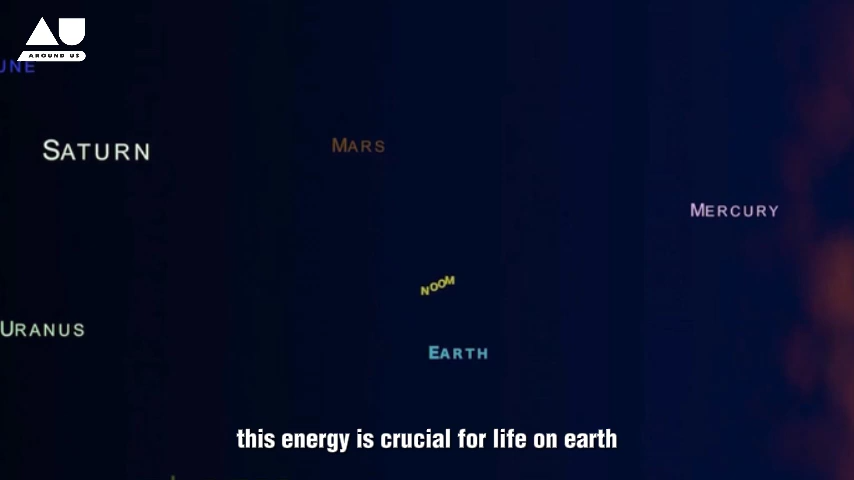 AU
AROUND US
UNE
SATURN
MARS
MERCURY
NOOM
URANUS
EARTH
this energy is crucial for life on earth